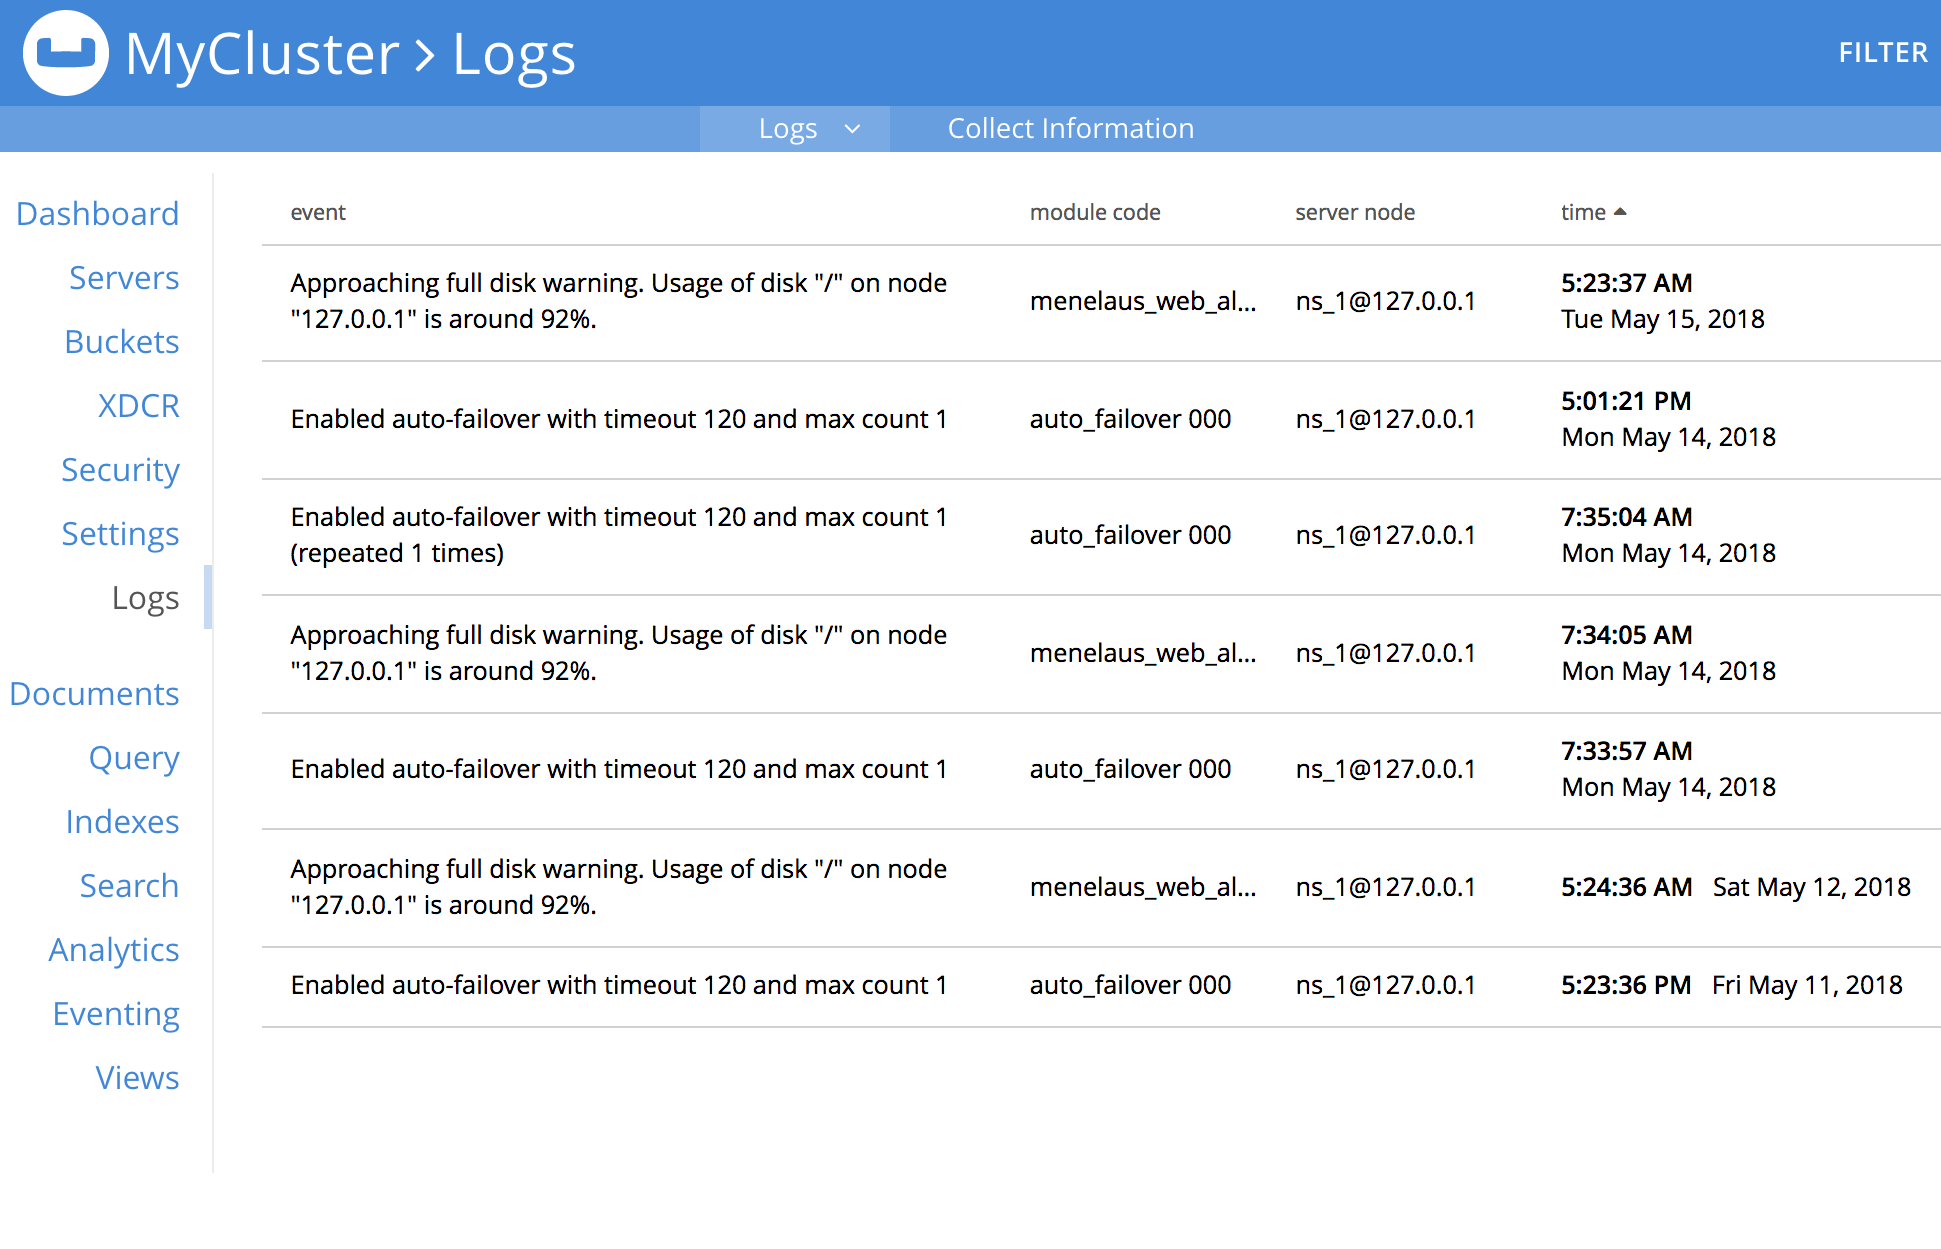 MyCluster > Logs
FILTER
Logs
Collect Information
Dashboard
Servers
Buckets
XDCR
Security
Settings
Logs
Documents
Query
Indexes
Search
Analytics
Eventing
Views
event module code server node time
Approaching full disk warning. Usage of disk "/" on node
"127.0.0.1" is around 92%.
menelaus_web_al...
ns_1@127.0.0.1
5:23:37 AM
Tue May 15, 2018
Enabled auto-failover with timeout 120 and max count 1
auto_failover 000
ns_1@127.0.0.1
5:01:21 PM
Mon May 14, 2018
Enabled auto-failover with timeout 120 and max count 1
(repeated 1 times)
auto_failover 000
ns_1@127.0.0.1
7:35:04 AM
Mon May 14, 2018
Approaching full disk warning. Usage of disk "/" on node
"127.0.0.1" is around 92%.
menelaus_web_al...
ns_1@127.0.0.1
7:34:05 AM
Mon May 14, 2018
Enabled auto-failover with timeout 120 and max count 1
auto_failover 000
ns_1@127.0.0.1
7:33:57 AM
Mon May 14, 2018
Approaching full disk warning. Usage of disk "/" on node
"127.0.0.1" is around 92%.
menelaus_web_al...
ns_1@127.0.0.1
5:24:36 AM Sat May 12, 2018
Enabled auto-failover with timeout 120 and max count 1
auto_failover 000
ns_1@127.0.0.1
5:23:36 PM Fri May 11, 2018